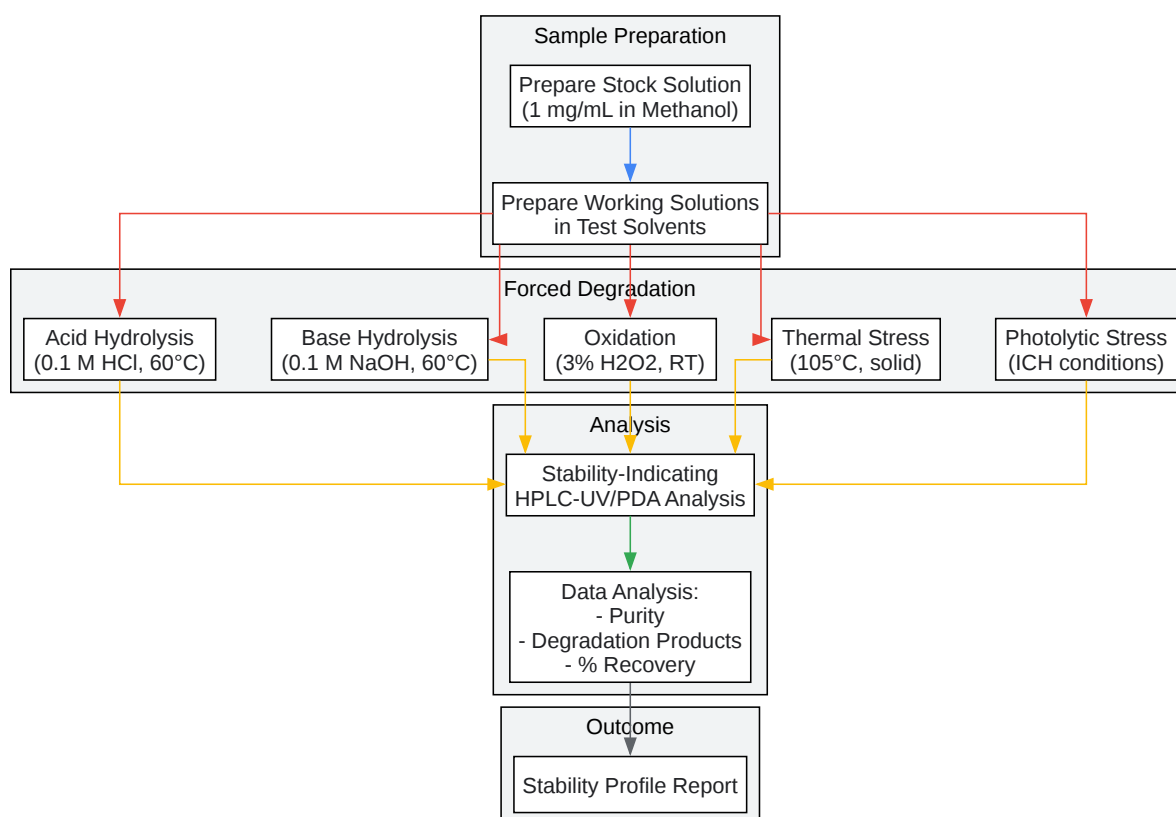 Sample Preparation
Prepare Stock Solution
(1 mg/mL in Methanol)
Prepare Working Solutions
in Test Solvents
Forced Degradation
Acid Hydrolysis
(0.1 M HCl, 60°C)
Base Hydrolysis
(0.1 M NaOH, 60°C)
Oxidation
(3% H2O2, RT)
Thermal Stress
(105°C, solid)
Photolytic Stress
(ICH conditions)
Analysis
Stability-Indicating
HPLC-UV/PDA Analysis
Data Analysis:
- Purity
- Degradation Products
- % Recovery
Outcome
Stability Profile Report